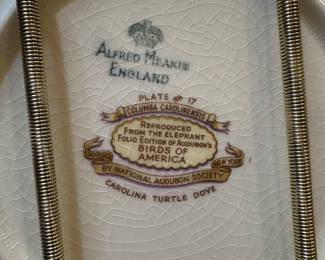 ALFRED MEAKIN
ENGLAND
PLATE # 17
COLUMBA CAROLINENSIS
REPRODUCED
FROM THE ELEPHANT
FOLIO EDITION OF AUDUBON'S
BIRDS OF
AMERICA
NEW YORK
BY NATIONAL AUDUBON SOCIETY
CAROLINA TURTLE DOVE